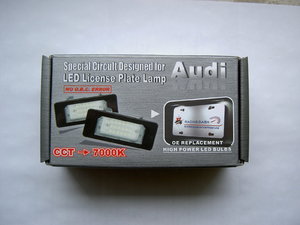 Special Circuit Designed for
LED License Plate Lamp
Audi
NO O.B.C. ERROR
CCT 7000K
OE REPLACEMENT
HIGH POWER LED BULBS